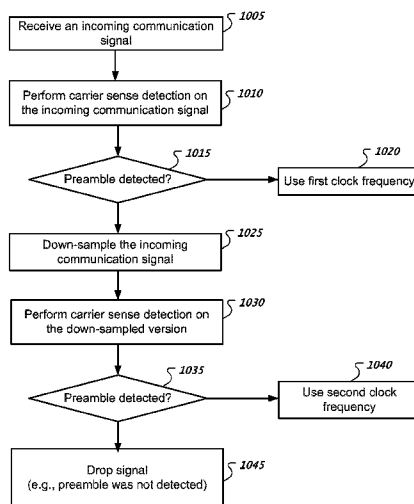 1005
Receive an incoming communication
signal
1010
Perform carrier sense detection on
the incoming communication signal
1015
Preamble detected?
1020
Use first clock frequency
1025
Down-sample the incoming
communication signal
1030
Perform carrier sense detection on
the down-sampled version
1035
Preamble detected?
1040
Use second clock
frequency
1045
Drop signal
(e.g., preamble was not detected)